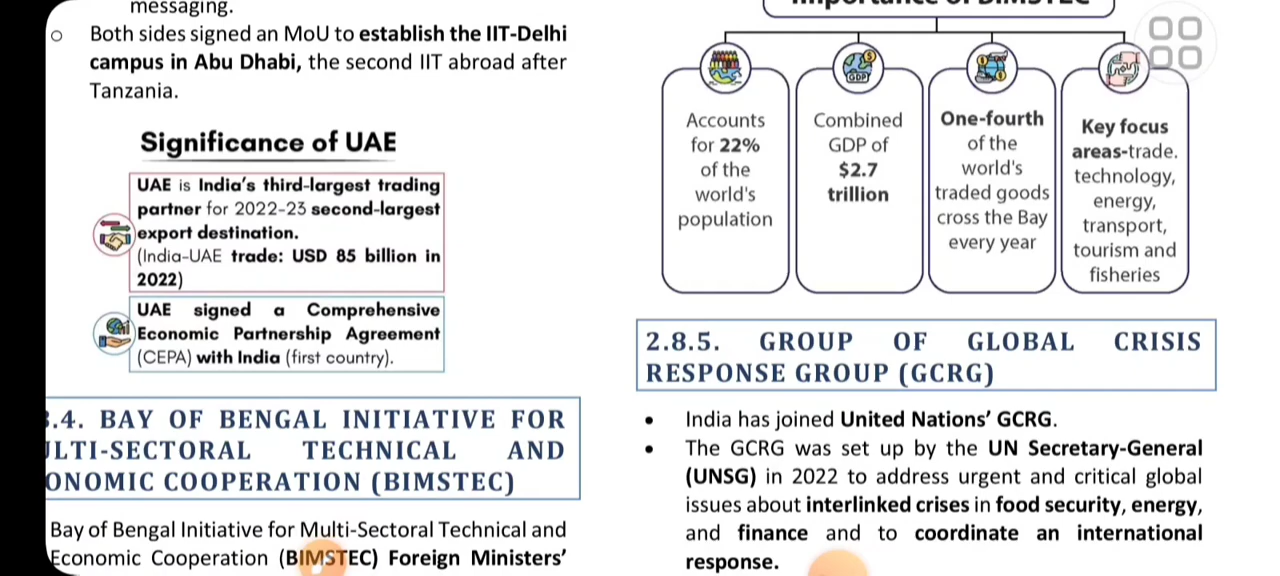 messaging.
o Both sides signed an MoU to establish the IIT-Delhi
campus in Abu Dhabi, the second IIT abroad after
Tanzania.
Significance of UAE
UAE is India's third-largest trading
partner for 2022-23 second-largest
export destination.
(India-UAE trade: USD 85 billion in
2022)
UAE signed a Comprehensive
Economic Partnership Agreement
(CEPA) with India (first country).
.4. BAY OF BENGAL INITIATIVE FOR
LTI-SECTORAL TECHNICAL AND
ONOMIC COOPERATION (BIMSTEC)
Bay of Bengal Initiative for Multi-Sectoral Technical and
Economic Cooperation (BIMSTEC) Foreign Ministers'
Importance of BIMSTEC
Accounts
for 22%
of the
world's
population
GDP
Combined
GDP of
$2.7
trillion
One-fourth
of the
world's
traded goods
cross the Bay
every year
Key focus
areas-trade.
technology,
energy,
transport,
tourism and
fisheries
2.8.5. GROUP OF GLOBAL CRISIS
RESPONSE GROUP (GCRG)
• India has joined United Nations' GCRG.
• The GCRG was set up by the UN Secretary-General
(UNSG) in 2022 to address urgent and critical global
issues about interlinked crises in food security, energy,
and finance and to coordinate an international
response.